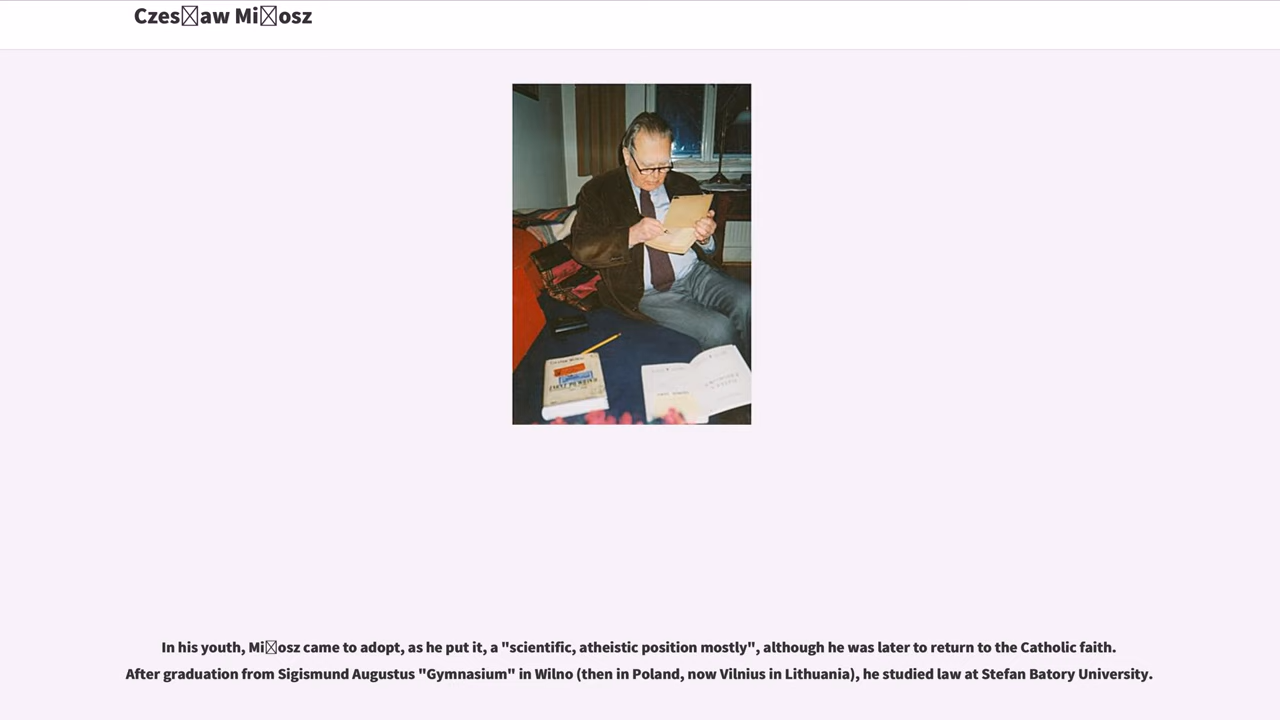 Czes☒aw Mi☒osz
In his youth, Mi☒osz came to adopt, as he put it, a "scientific, atheistic position mostly", although he was later to return to the Catholic faith.
After graduation from Sigismund Augustus "Gymnasium" in Wilno (then in Poland, now Vilnius in Lithuania), he studied law at Stefan Batory University.